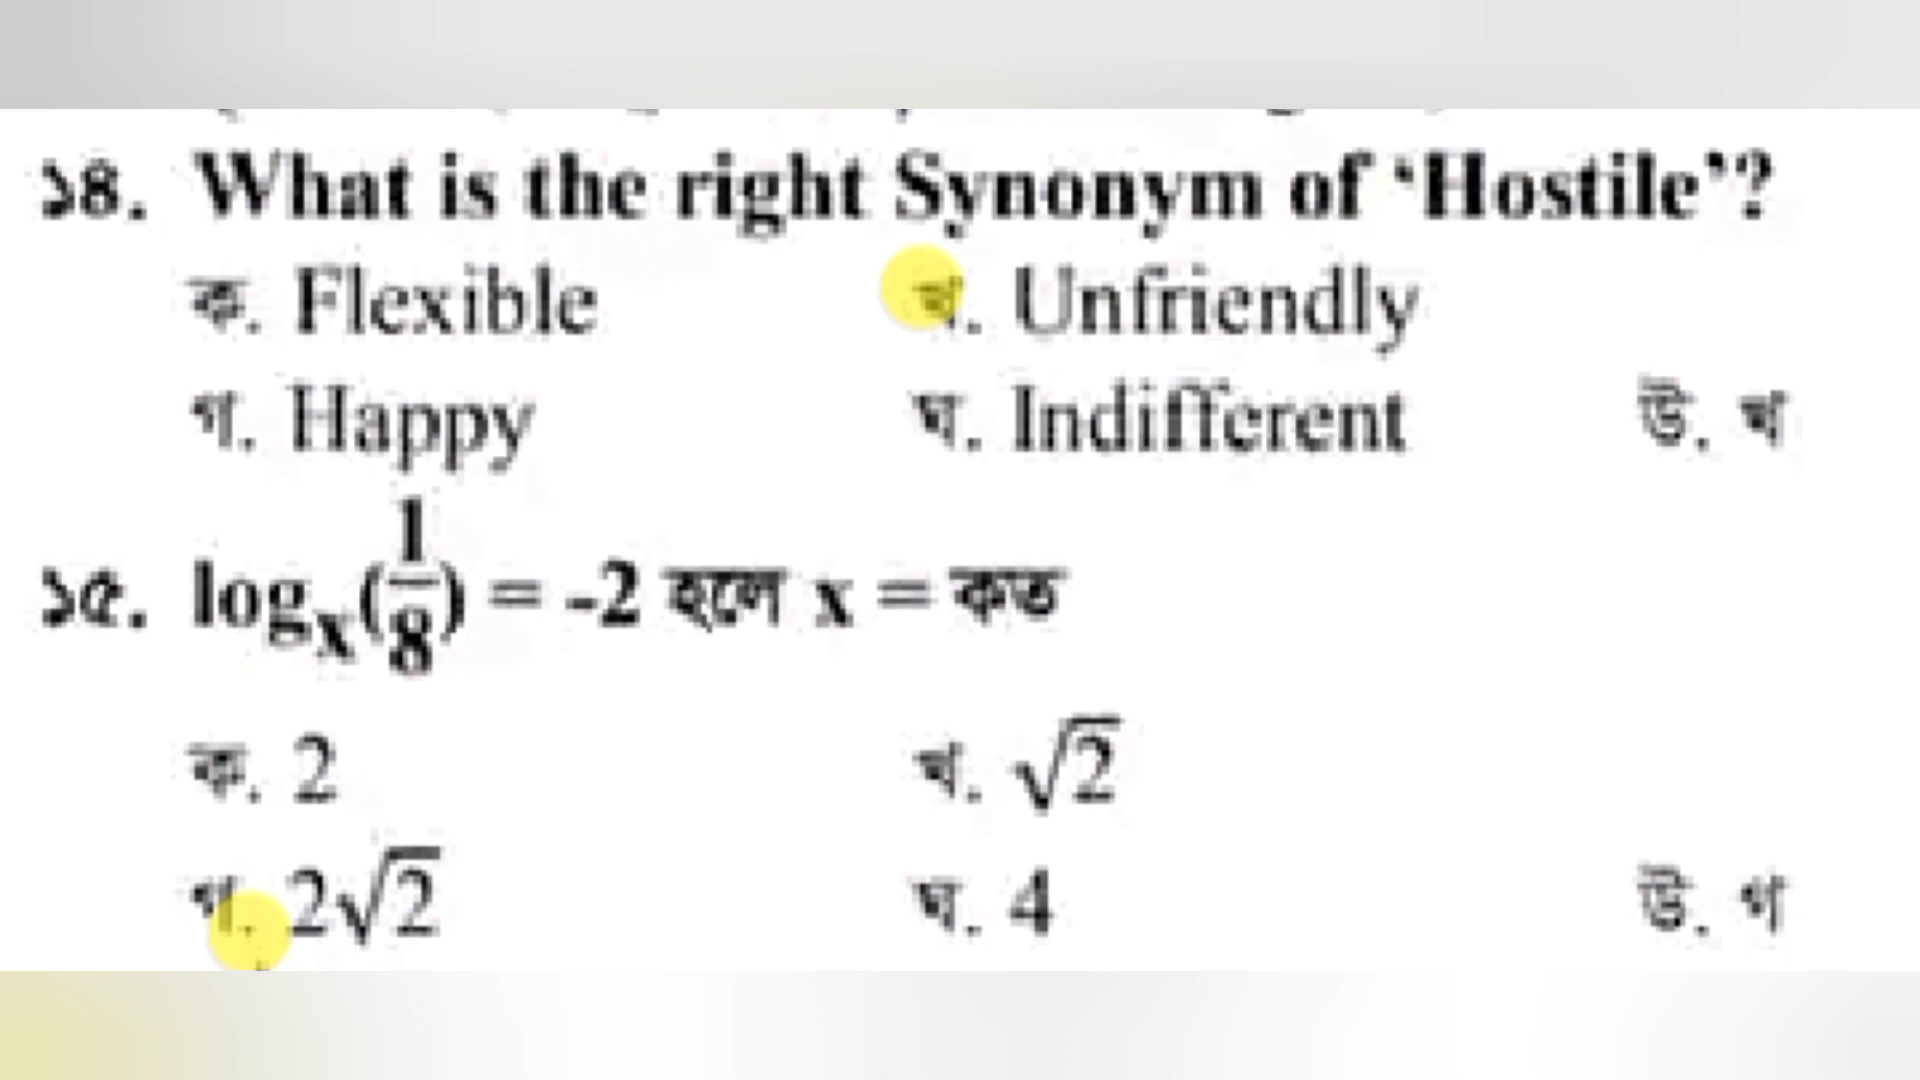 ১৪. What is the right Synonym of ‘Hostile’?
ক. Flexible খ. Unfriendly
গ. Happy ঘ. Indifferent উ. খ
১৫. logₓ(1/8) = -2 হলে x = কত
ক. 2 খ. √2
গ. 2√2 ঘ. 4 উ. গ